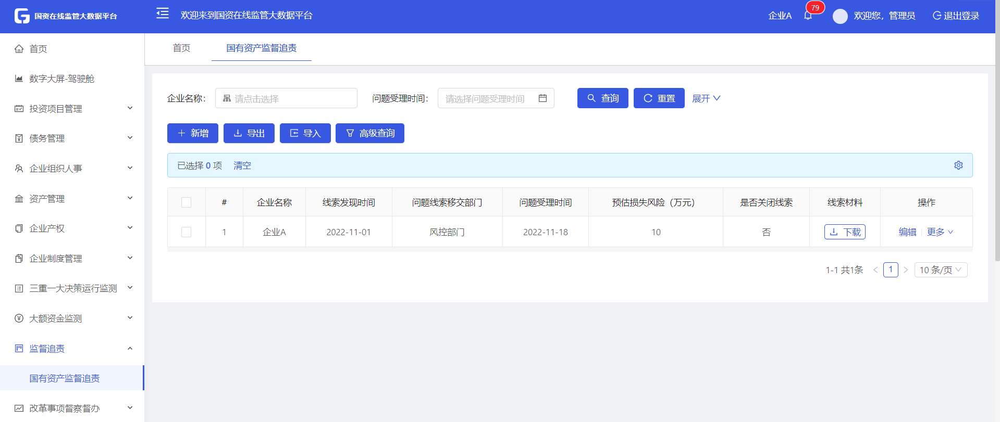 国资在线监管大数据平台
欢迎来到国资在线监管大数据平台
企业A
79
欢迎您，管理员
退出登录
首页
数字大屏-驾驶舱
投资项目管理
债务管理
企业组织人事
资产管理
企业产权
企业制度管理
三重一大决策运行监测
大额资金监测
监督追责
国有资产监督追责
改革事项督察督办
首页 国有资产监督追责
企业名称： 请点击选择 问题受理时间： 请选择问题受理时间 查询 重置 展开
新增 导出 导入 高级查询
已选择 0 项 清空
# 企业名称 线索发现时间 问题线索移交部门 问题受理时间 预估损失风险（万元） 是否关闭线索 线索材料 操作
1 企业A 2022-11-01 风控部门 2022-11-18 10 否 下载 编辑 更多
1-1 共1条 < 1 > 10 条/页